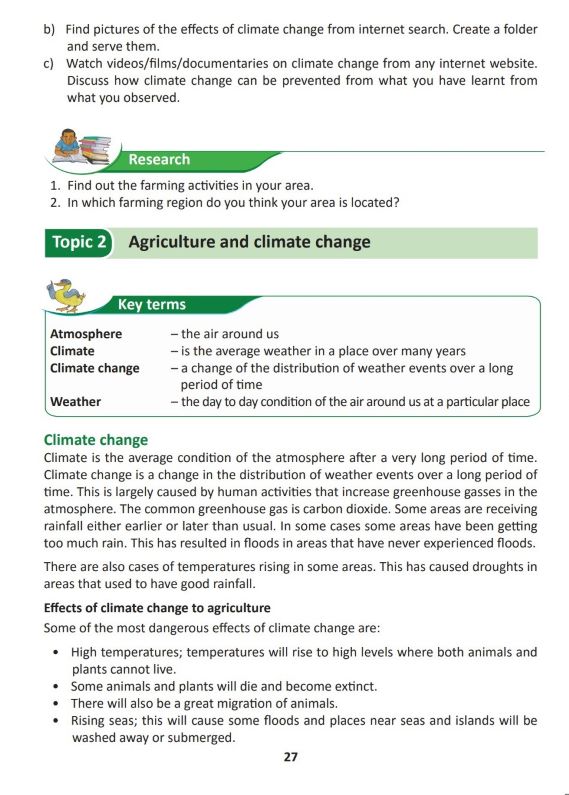 b) Find pictures of the effects of climate change from internet search. Create a folder
and serve them.
c) Watch videos/films/documentaries on climate change from any internet website.
Discuss how climate change can be prevented from what you have learnt from
what you observed.
Research
1. Find out the farming activities in your area.
2. In which farming region do you think your area is located?
Topic 2 Agriculture and climate change
Key terms
Atmosphere – the air around us
Climate – is the average weather in a place over many years
Climate change – a change of the distribution of weather events over a long
period of time
Weather – the day to day condition of the air around us at a particular place
Climate change
Climate is the average condition of the atmosphere after a very long period of time.
Climate change is a change in the distribution of weather events over a long period of
time. This is largely caused by human activities that increase greenhouse gasses in the
atmosphere. The common greenhouse gas is carbon dioxide. Some areas are receiving
rainfall either earlier or later than usual. In some cases some areas have been getting
too much rain. This has resulted in floods in areas that have never experienced floods.
There are also cases of temperatures rising in some areas. This has caused droughts in
areas that used to have good rainfall.
Effects of climate change to agriculture
Some of the most dangerous effects of climate change are:
• High temperatures; temperatures will rise to high levels where both animals and
plants cannot live.
• Some animals and plants will die and become extinct.
• There will also be a great migration of animals.
• Rising seas; this will cause some floods and places near seas and islands will be
washed away or submerged.
27